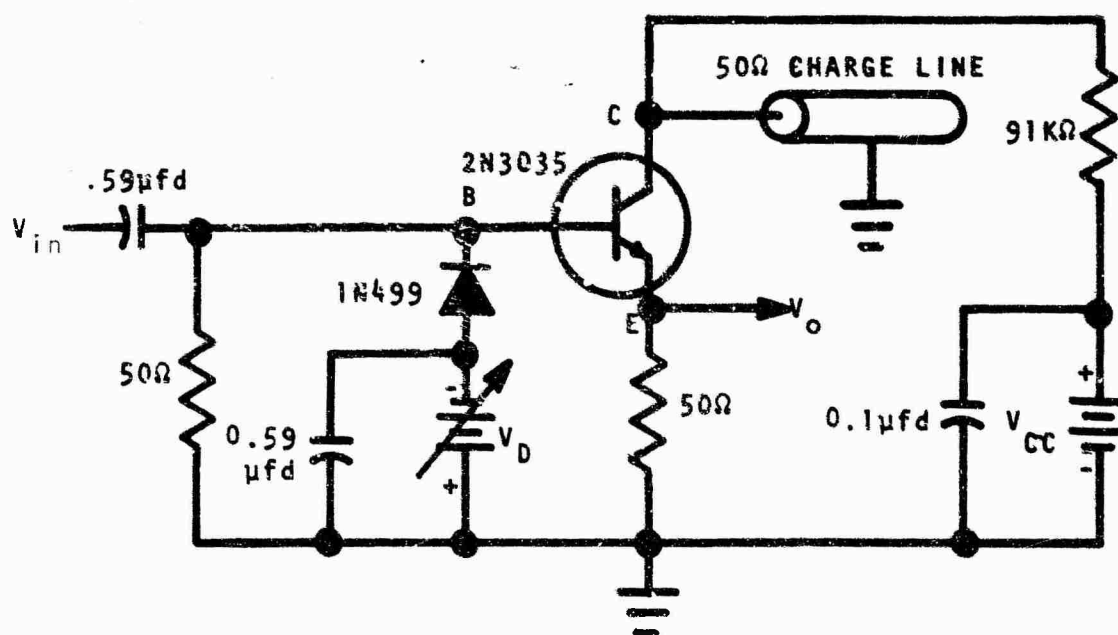 50Ω CHARGE LINE
C
91KΩ
2N3035
.59µfd
B
V in
1N499
E
V o
50Ω
50Ω
0.1µfd
+
V CC
-
0.59
µfd
-
V D
+